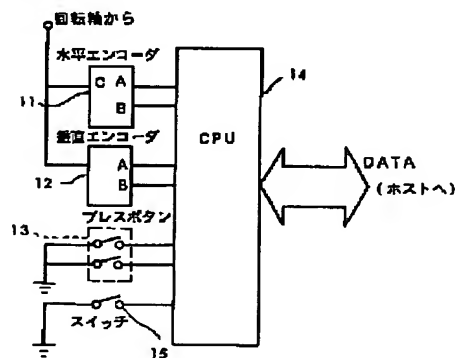 回転軸から
水平エンコーダ
C A
B
11
垂直エンコーダ
A
B
12
プレスボタン
13
スイッチ
15
CPU
14
DATA
(ホストへ)